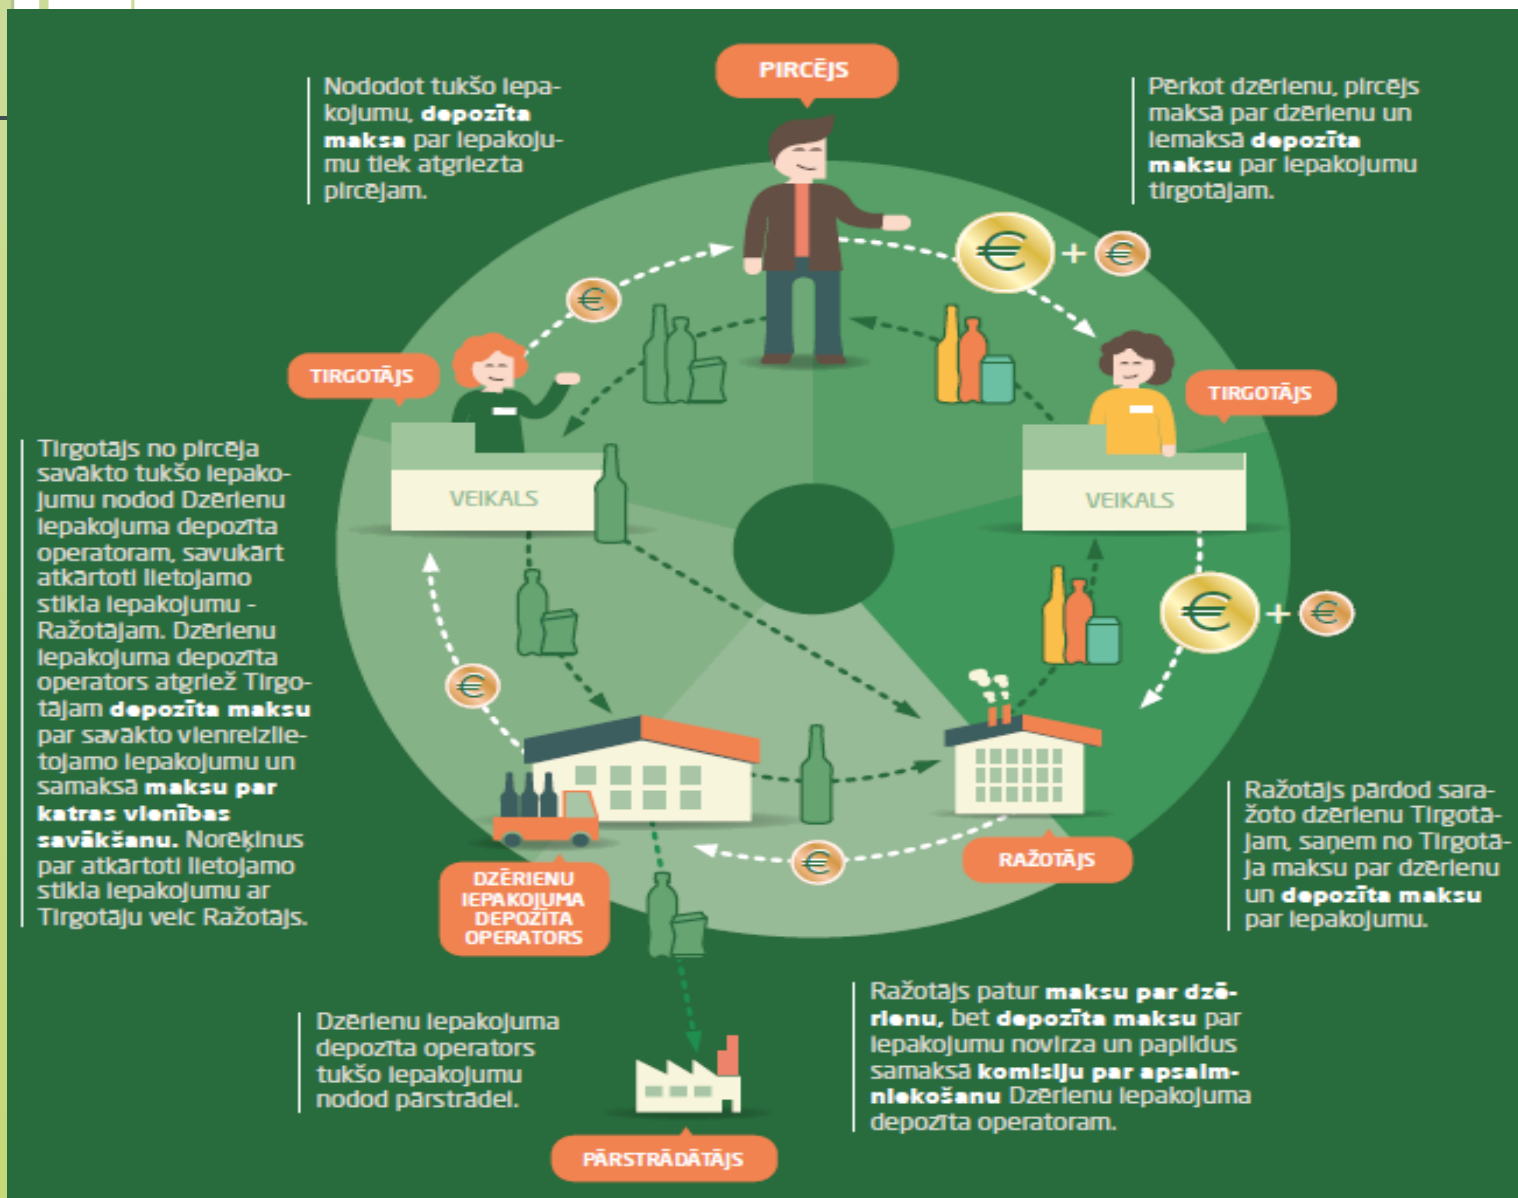 PIRCĒJS
Nododot tukšo iepa-
kojumu, depozīta
maksa par iepakoju-
mu tiek atgriezta
pircējam.
Pērkot dzērienu, pircējs
maksā par dzērienu un
iemaksā depozīta
maksu par iepakojumu
tirgotājam.
TIRGOTĀJS
TIRGOTĀJS
VEIKALS
VEIKALS
Tirgotājs no pircēja
savākto tukšo iepako-
jumu nodod Dzērienu
iepakojuma depozīta
operatoram, savukārt
atkārtoti lietojamo
stikla iepakojumu -
Ražotājam. Dzērienu
iepakojuma depozīta
operators atgriež Tirgo-
tājam depozīta maksu
par savākto vienreizlie-
tojamo iepakojumu un
samaksā maksu par
katras vienības
savākšanu. Norēķinus
par atkārtoti lietojamo
stikla iepakojumu ar
Tirgotāju veic Ražotājs.
€ + €
€
€ + €
€
€
Ražotājs pārdod sara-
žoto dzērienu Tirgotā-
jam, saņem no Tirgotā-
ja maksu par dzērienu
un depozīta maksu
par iepakojumu.
RAŽOTĀJS
DZĒRIENU
IEPAKOJUMA
DEPOZĪTA
OPERATORS
Ražotājs patur maksu par dzē-
rienu, bet depozīta maksu par
iepakojumu novirza un papildus
samaksā komisiju par apsaim-
niekošanu Dzērienu iepakojuma
depozīta operatoram.
Dzērienu iepakojuma
depozīta operators
tukšo iepakojumu
nodod pārstrādei.
PĀRSTRĀDĀTĀJS